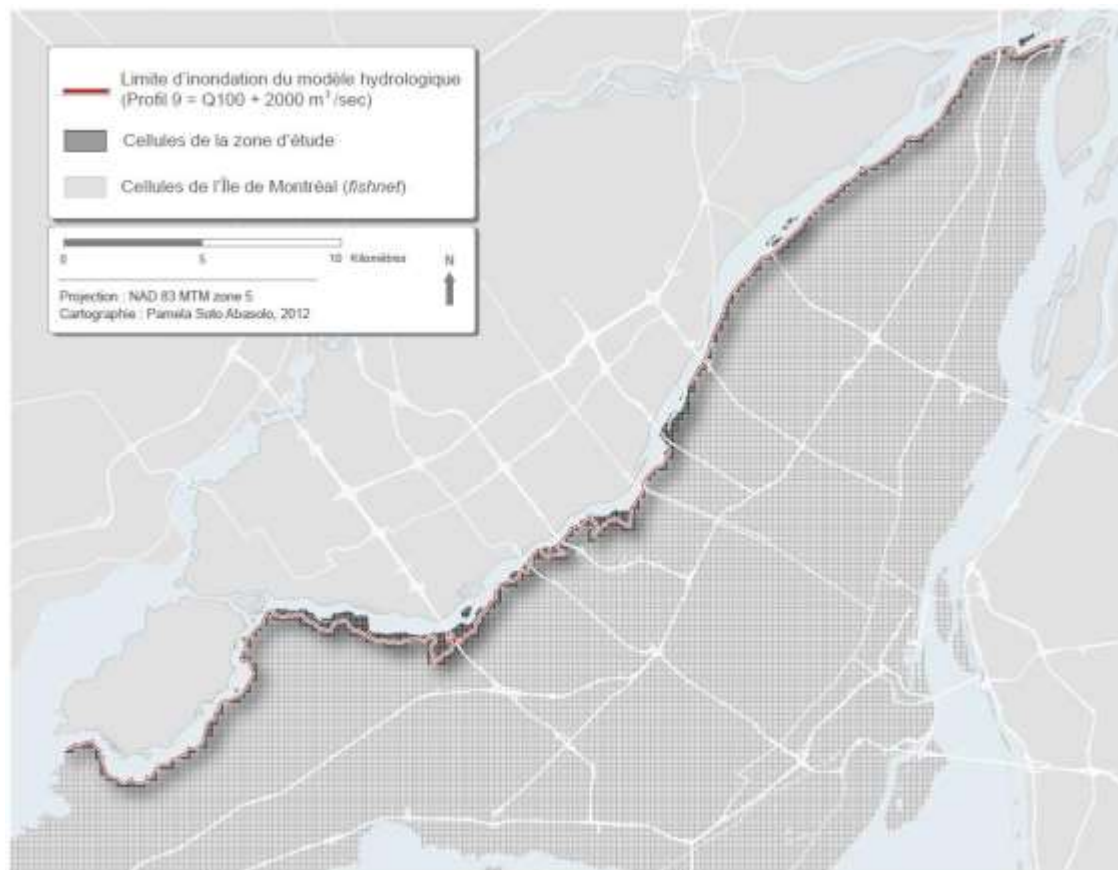 Limite d'inondation du modèle hydrologique
(Profil 9 = Q100 + 2000 m³/sec)
Cellules de la zone d'étude
Cellules de l'Île de Montréal (fishnet)
0 5 10 Kilomètres N
Projection : NAD 83 MTM zone 5
Cartographie : Pamela Soto Abasolo, 2012